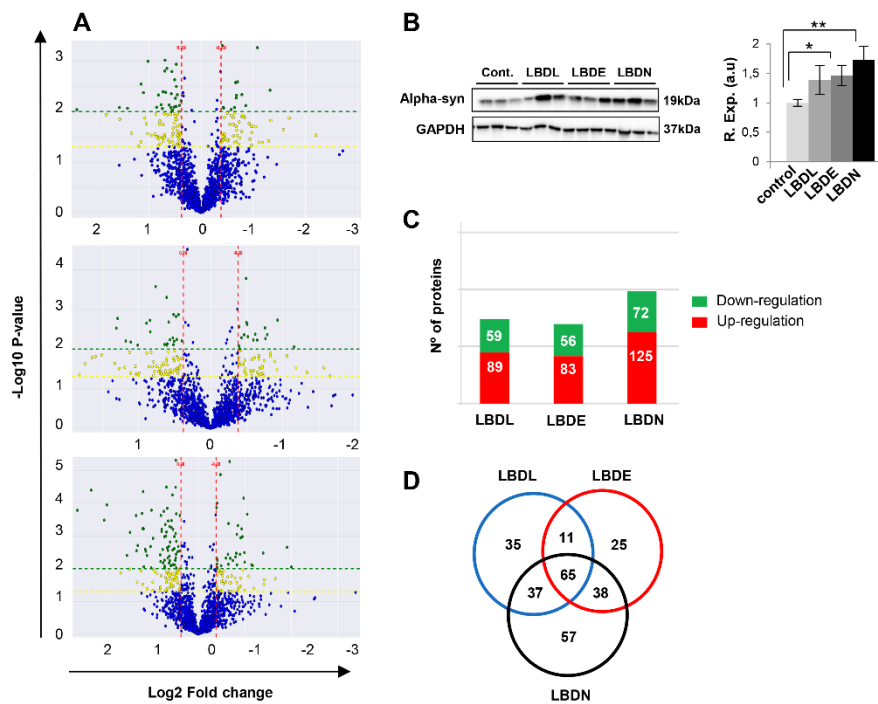 A
-Log10 P-value
3
2
1
0
2 1 0 -1 -2 -3
4
3
2
1
0
1 0 -1 -2
5
4
3
2
1
0
2 1 0 -1 -2 -3
Log2 Fold change
B
Cont. LBDL LBDE LBDN
Alpha-syn 19kDa
GAPDH 37kDa
R. Exp. (a.u)
2
1,5
1
0,5
0
*
**
control
LBDL
LBDE
LBDN
C
Nº of proteins
59
89
56
83
72
125
LBDL LBDE LBDN
Down-regulation
Up-regulation
D
LBDL LBDE
35 11 25
65
37 38
57
LBDN